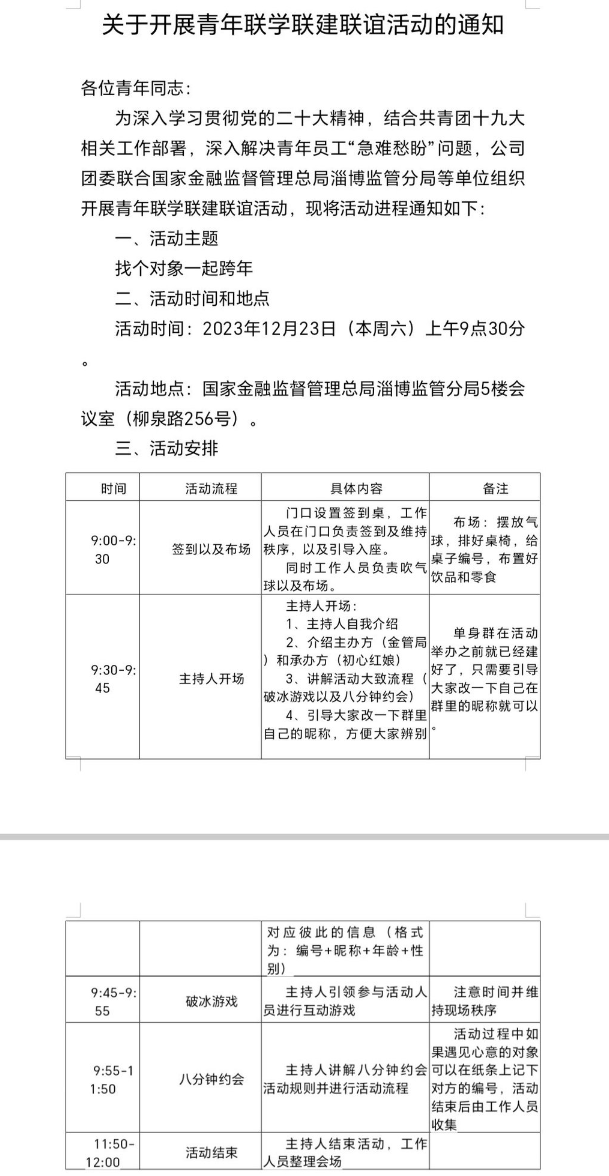 关于开展青年联学联建联谊活动的通知
各位青年同志：
为深入学习贯彻党的二十大精神，结合共青团十九大
相关工作部署，深入解决青年员工“急难愁盼”问题，公司
团委联合国家金融监督管理总局淄博监管分局等单位组织
开展青年联学联建联谊活动，现将活动进程通知如下：
一、活动主题
找个对象一起跨年
二、活动时间和地点
活动时间：2023年12月23日（本周六）上午9点30分
。
活动地点：国家金融监督管理总局淄博监管分局5楼会
议室（柳泉路256号）。
三、活动安排
时间 活动流程 具体内容 备注
9:00-9:
30
签到以及布场
门口设置签到桌，工作
人员在门口负责签到及维持
秩序，以及引导入座。
同时工作人员负责吹气
球以及布场。
布场：摆放气
球，排好桌椅，给
桌子编号，布置好
饮品和零食
9:30-9:
45
主持人开场
主持人开场：
1、主持人自我介绍
2、介绍主办方（金管局
）和承办方（初心红娘）
3、讲解活动大致流程（
破冰游戏以及八分钟约会）
4、引导大家改一下群里
自己的昵称，方便大家辨别
单身群在活动
举办之前就已经建
好了，只需要引导
大家改一下自己在
群里的昵称就可以
。
对应彼此的信息（格式
为：编号+昵称+年龄+性
别）
9:45-9:
55
破冰游戏
主持人引领参与活动人
员进行互动游戏
注意时间并维
持现场秩序
9:55-1
1:50
八分钟约会
主持人讲解八分钟约会
活动规则并进行活动流程
活动过程中如
果遇见心意的对象
可以在纸条上记下
对方的编号，活动
结束后由工作人员
收集
11:50-
12:00
活动结束
主持人结束活动，工作
人员整理会场